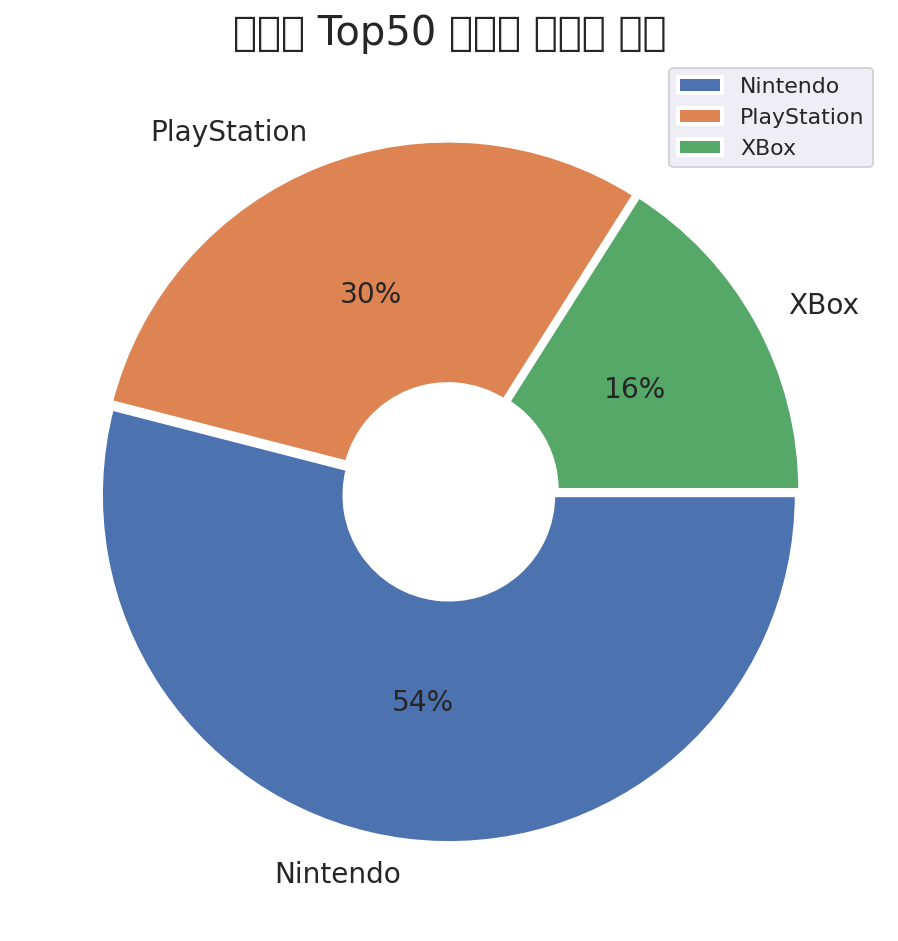 Top50
Nintendo
PlayStation
XBox
PlayStation
XBox
30%
16%
54%
Nintendo